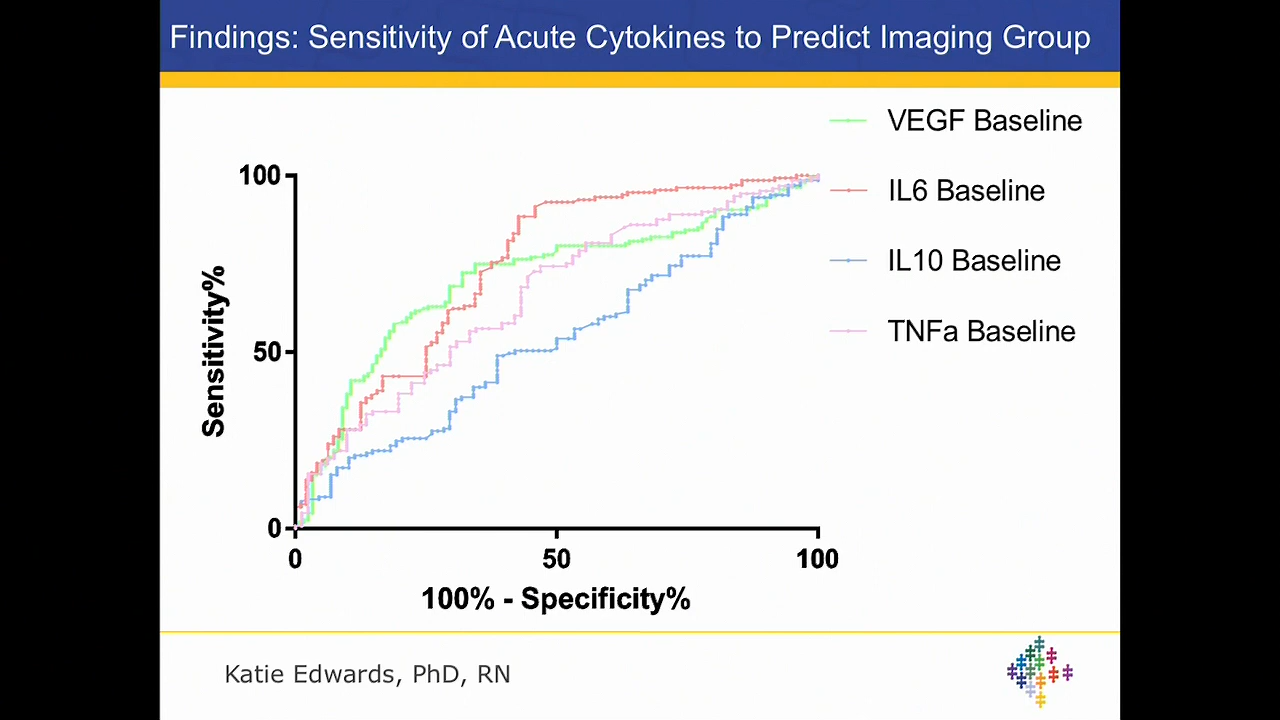 Findings: Sensitivity of Acute Cytokines to Predict Imaging Group
VEGF Baseline
IL6 Baseline
IL10 Baseline
TNFa Baseline
100
50
0
Sensitivity%
0 50 100
100% - Specificity%
Katie Edwards, PhD, RN